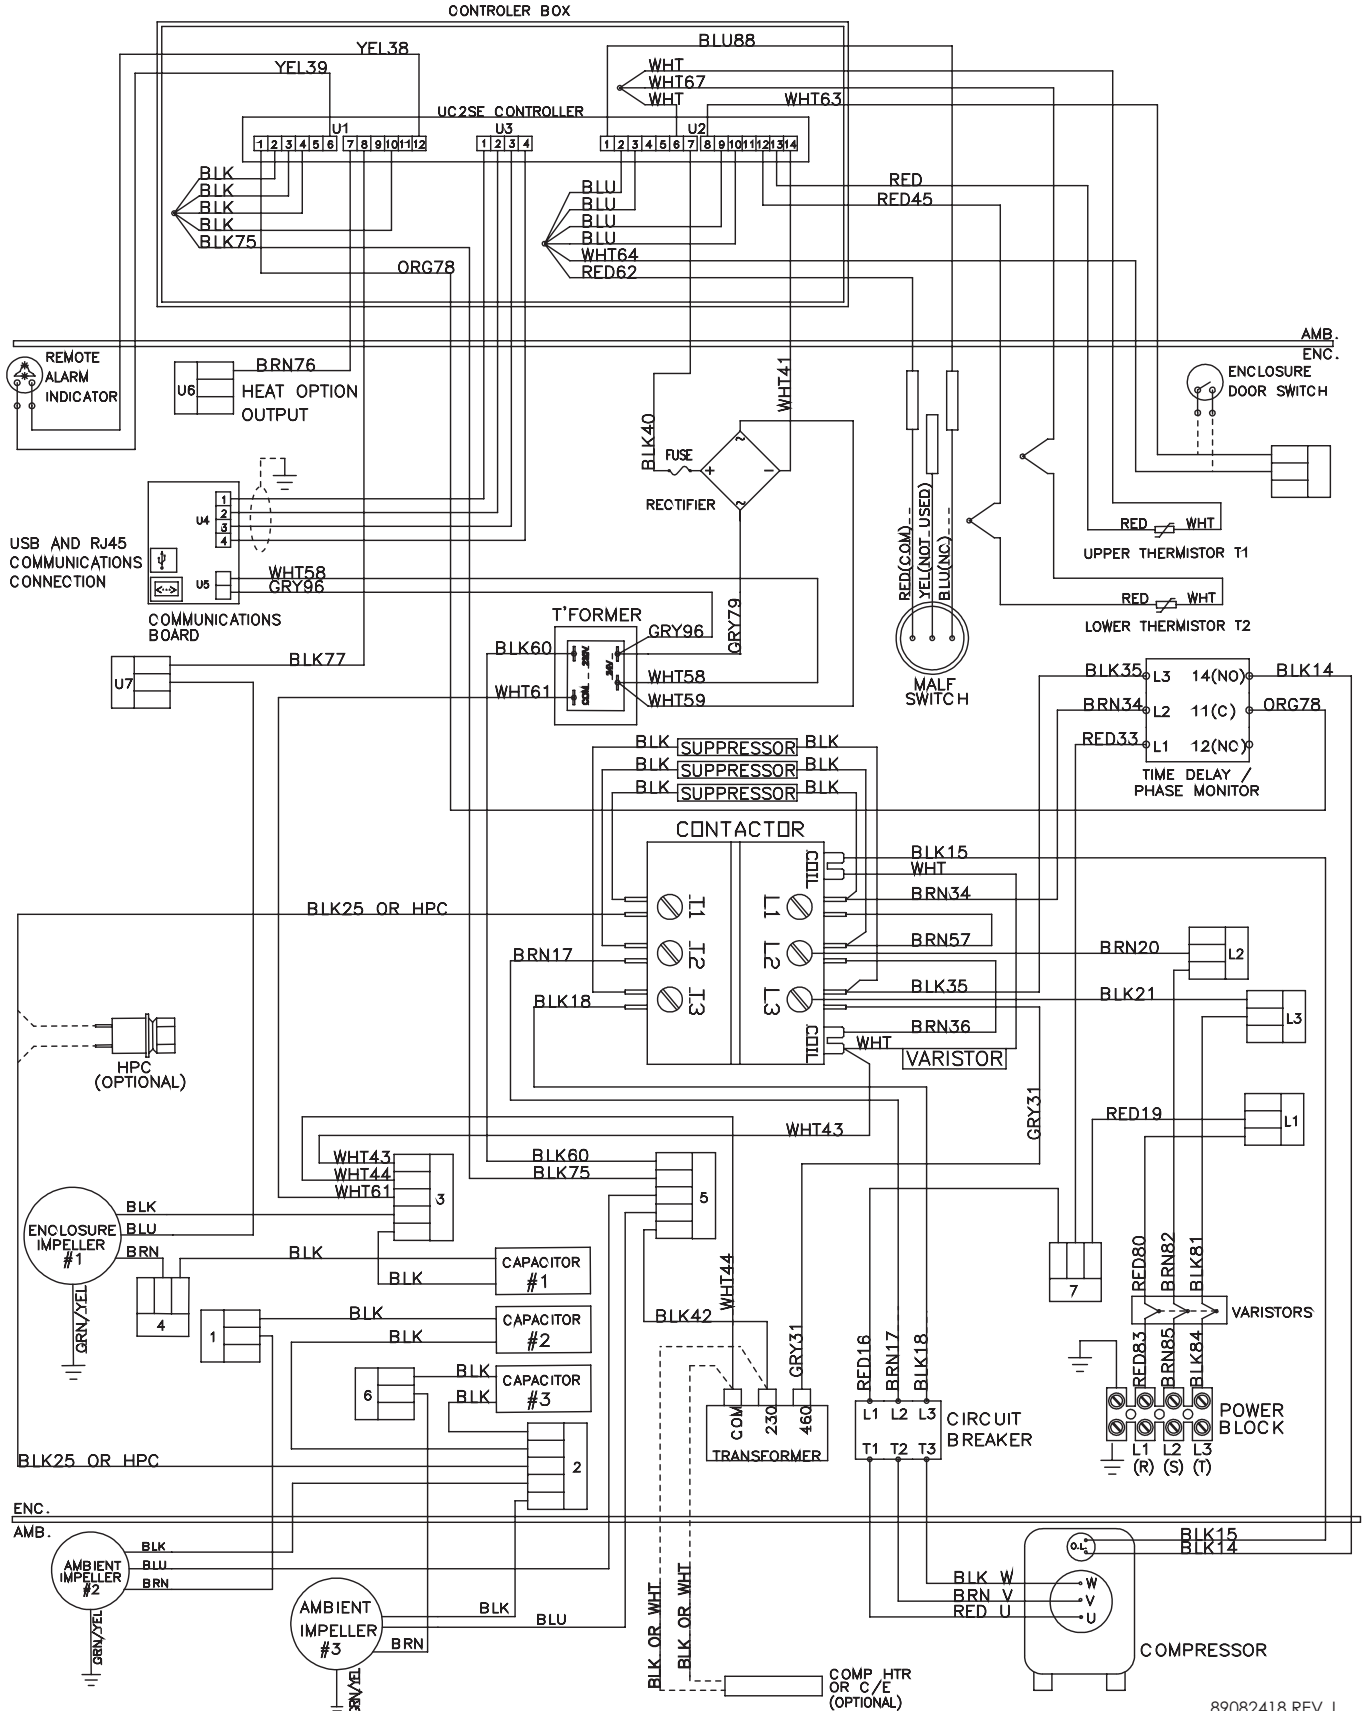 CONTROLER BOX
YEL38
BLU88
YEL39
WHT
WHT67
WHT
WHT63
UC2SE CONTROLLER
U1
U3
U2
1 2 3 4 5 6 7 8 9 10 11 12
1 2 3 4
1 2 3 4 5 6 7 8 9 10 11 12 13 14
BLK
BLK
BLK
BLK
BLK75
ORG78
BLU
BLU
BLU
BLU
WHT64
RED62
RED
RED45
AMB.
ENC.
REMOTE
ALARM
INDICATOR
BRN76
U6
HEAT OPTION
OUTPUT
BLK40
FUSE
RECTIFIER
+ -
~
~
WHT41
ENCLOSURE
DOOR SWITCH
U4
1
2
3
4
U5
USB AND RJ45
COMMUNICATIONS
CONNECTION
COMMUNICATIONS
BOARD
WHT58
GRY96
RED(COM)
YEL(NOT USED)
BLU(NC)
RED WHT
UPPER THERMISTOR T1
RED WHT
LOWER THERMISTOR T2
T'FORMER
BLK60
GRY96
GRY79
230V
24V
COM
WHT61
WHT58
WHT59
BLK77
U7
MALF
SWITCH
BLK35
L3 14(NO)
BLK14
BRN34
L2 11(C)
ORG78
RED33
L1 12(NC)
TIME DELAY /
PHASE MONITOR
BLK SUPPRESSOR BLK
BLK SUPPRESSOR BLK
BLK SUPPRESSOR BLK
CONTACTOR
COIL
BLK15
WHT
T1 L1
BRN34
BLK25 OR HPC
BRN17
T2 L2
BRN57
BRN20
L2
BLK18
T3 L3
BLK35
BLK21
L3
COIL
BRN36
WHT
VARISTOR
HPC
(OPTIONAL)
GRY31
RED19
L1
WHT43
WHT43
WHT44
WHT61
3
BLK60
BLK75
5
ENCLOSURE
IMPELLER
#1
BLK
BLU
BRN
GRN/YEL
BLK
BLK
CAPACITOR
#1
4
1
BLK
BLK
CAPACITOR
#2
6
BLK
BLK
CAPACITOR
#3
2
BLK25 OR HPC
WHT44
BLK42
GRY31
COM
230
460
TRANSFORMER
RED16
BRN17
BLK18
L1 L2 L3
T1 T2 T3
CIRCUIT
BREAKER
7
RED80
BRN82
BLK81
VARISTORS
RED83
BRN85
BLK84
POWER
BLOCK
L1 L2 L3
(R) (S) (T)
ENC.
AMB.
AMBIENT
IMPELLER
#2
BLK
BLU
BRN
GRN/YEL
AMBIENT
IMPELLER
#3
BLK
BLU
BRN
BLK OR WHT
BLK OR WHT
COMP HTR
OR C/E
(OPTIONAL)
BLK15
BLK14
O.L.
BLK W
BRN V
RED U
W
V
U
COMPRESSOR